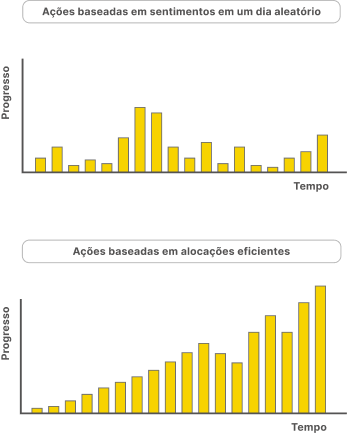 Ações baseadas em sentimentos em um dia aleatório
Progresso
Tempo
Ações baseadas em alocações eficientes
Progresso
Tempo